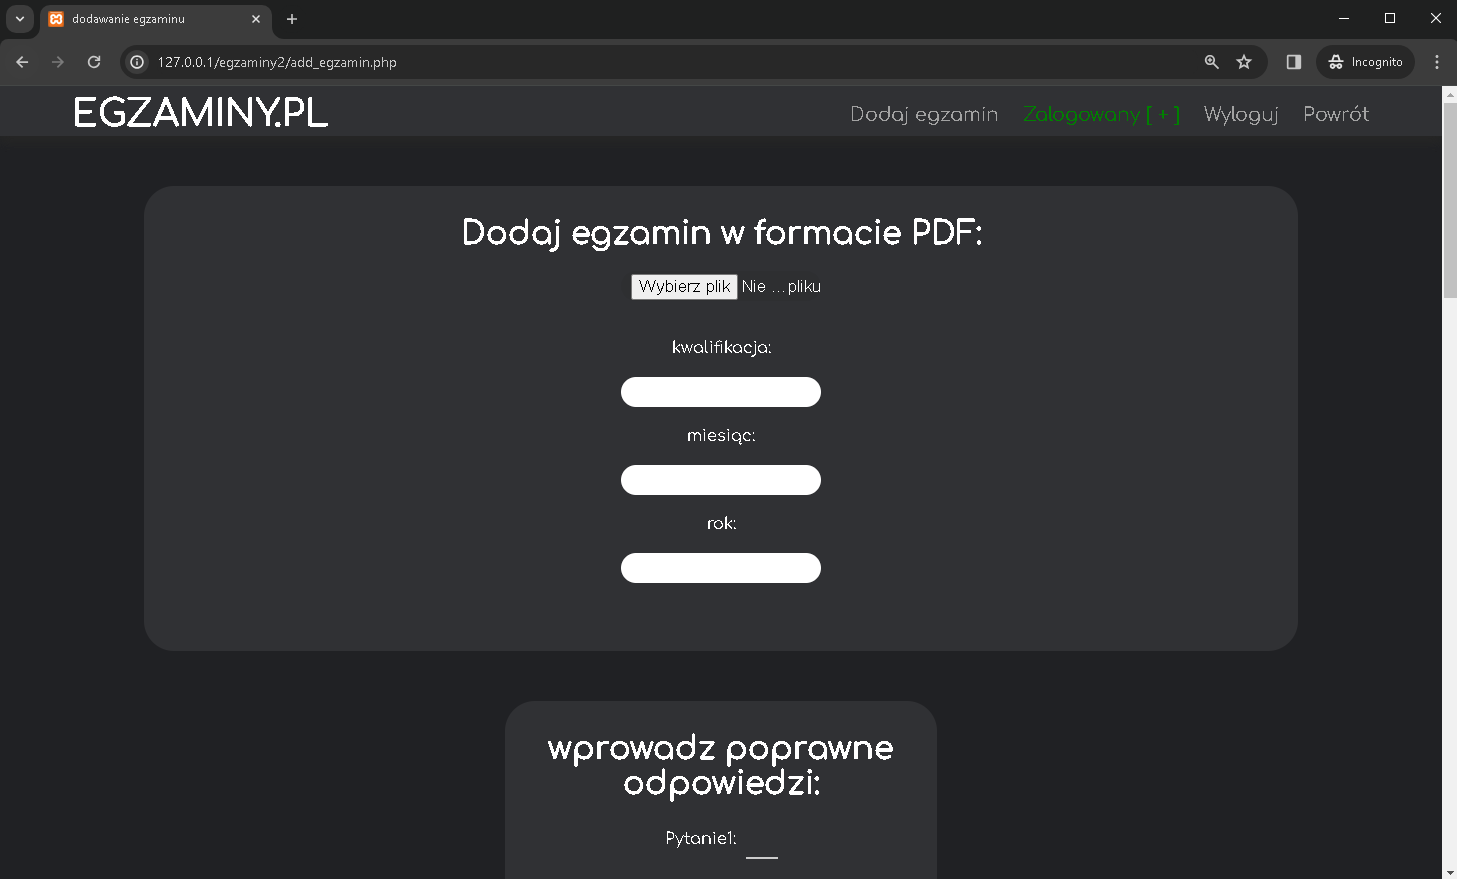 dodawanie egzaminu
127.0.0.1/egzaminy2/add_egzamin.php
Incognito
EGZAMINY.PL
Dodaj egzamin
Zalogowany [ + ]
Wyloguj
Powrót
Dodaj egzamin w formacie PDF:
Wybierz plik Nie ...pliku
kwalifikacja:
miesiąc:
rok:
wprowadz poprawne
odpowiedzi:
Pytanie1: